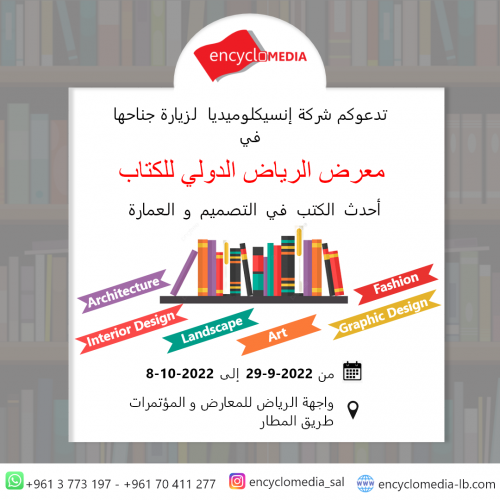 encyclomedia
تدعوكم شركة إنسيكلوميديا لزيارة جناحها
في
معرض الرياض الدولي للكتاب
أحدث الكتب في التصميم و العمارة
Architecture
Interior Design
Landscape
Art
Graphic Design
Fashion
من 2022-9-29 إلى 2022-10-8
واجهة الرياض للمعارض و المؤتمرات
طريق المطار
+961 3 773 197 - +961 70 411 277
encyclomedia_sal
encyclomedia-lb.com